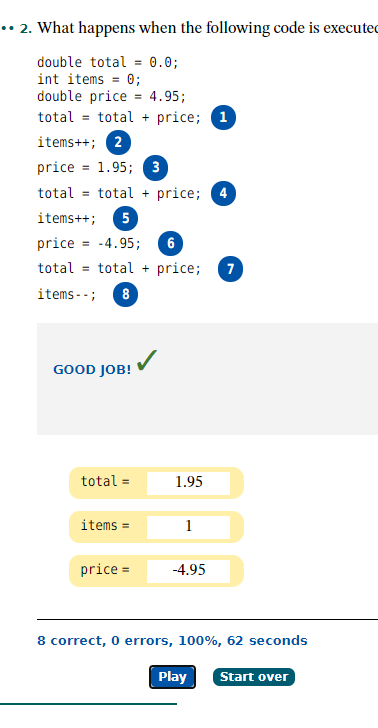 •• 2. What happens when the following code is executed
double total = 0.0;
int items = 0;
double price = 4.95;
total = total + price; 1
items++; 2
price = 1.95; 3
total = total + price; 4
items++; 5
price = -4.95; 6
total = total + price; 7
items--; 8
GOOD JOB! ✓
total = 1.95
items = 1
price = -4.95
8 correct, 0 errors, 100%, 62 seconds
Play Start over